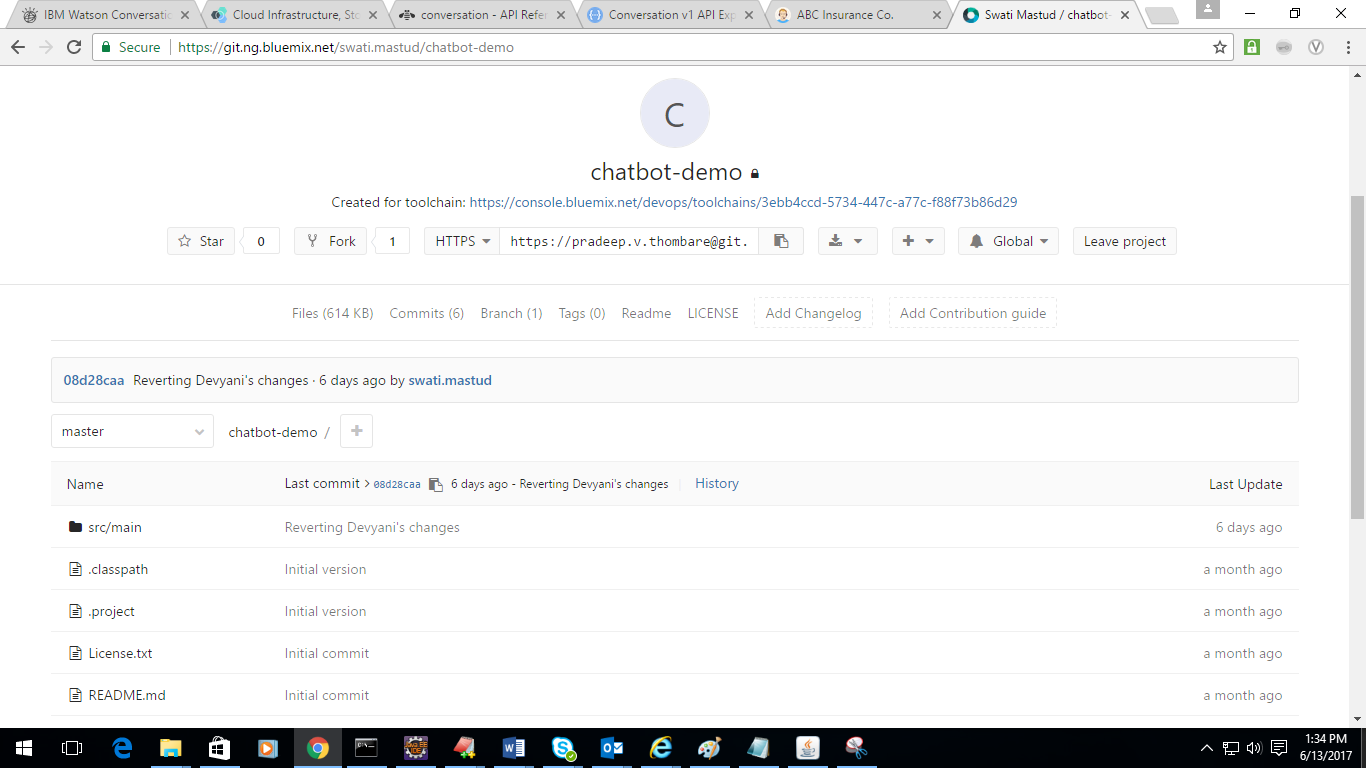 IBM Watson Conversatio
Cloud Infrastructure, Sto
conversation - API Refer
Conversation v1 API Exp
ABC Insurance Co.
Swati Mastud / chatbot-
Secure
https://git.ng.bluemix.net/swati.mastud/chatbot-demo
C
chatbot-demo
Created for toolchain: https://console.bluemix.net/devops/toolchains/3ebb4ccd-5734-447c-a77c-f88f73b86d29
Star 0 Fork 1 HTTPS https://pradeep.v.thombare@git. Global Leave project
Files (614 KB) Commits (6) Branch (1) Tags (0) Readme LICENSE Add Changelog Add Contribution guide
08d28caa Reverting Devyani's changes · 6 days ago by swati.mastud
master chatbot-demo / +
Name Last commit > 08d28caa 6 days ago - Reverting Devyani's changes History Last Update
src/main Reverting Devyani's changes 6 days ago
.classpath Initial version a month ago
.project Initial version a month ago
License.txt Initial commit a month ago
README.md Initial commit a month ago
1:34 PM
6/13/2017